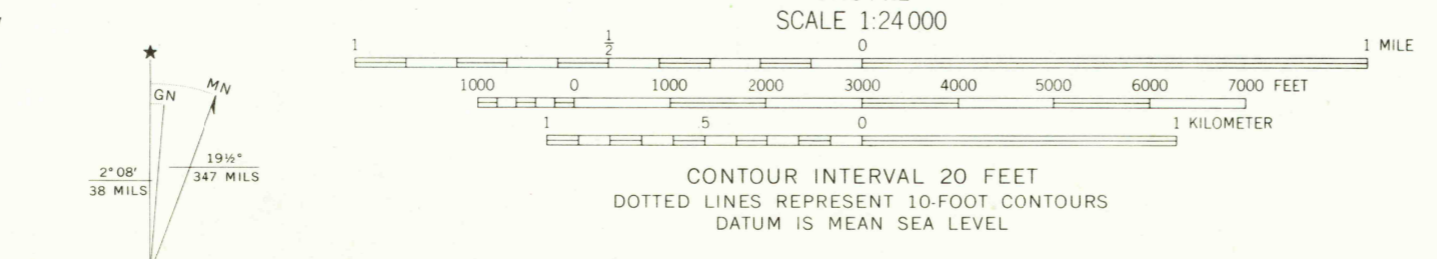 SCALE 1:24 000
1 ½ 0 1 MILE
1000 0 1000 2000 3000 4000 5000 6000 7000 FEET
1 .5 0 1 KILOMETER
★
GN
MN
2° 08′
38 MILS
19½°
347 MILS
CONTOUR INTERVAL 20 FEET
DOTTED LINES REPRESENT 10-FOOT CONTOURS
DATUM IS MEAN SEA LEVEL